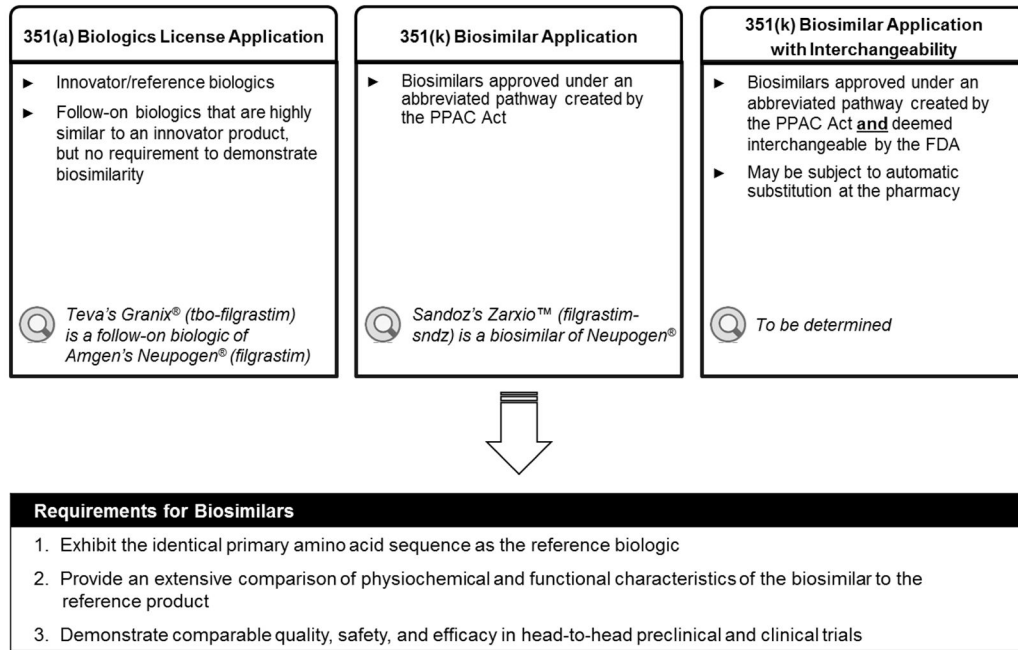 351(a) Biologics License Application
► Innovator/reference biologics
► Follow-on biologics that are highly
similar to an innovator product,
but no requirement to demonstrate
biosimilarity
Teva's Granix® (tbo-filgrastim)
is a follow-on biologic of
Amgen's Neupogen® (filgrastim)
351(k) Biosimilar Application
► Biosimilars approved under an
abbreviated pathway created by
the PPAC Act
Sandoz's Zarxio™ (filgrastim-
sndz) is a biosimilar of Neupogen®
351(k) Biosimilar Application
with Interchangeability
► Biosimilars approved under an
abbreviated pathway created by
the PPAC Act and deemed
interchangeable by the FDA
► May be subject to automatic
substitution at the pharmacy
To be determined
Requirements for Biosimilars
1. Exhibit the identical primary amino acid sequence as the reference biologic
2. Provide an extensive comparison of physiochemical and functional characteristics of the biosimilar to the
reference product
3. Demonstrate comparable quality, safety, and efficacy in head-to-head preclinical and clinical trials